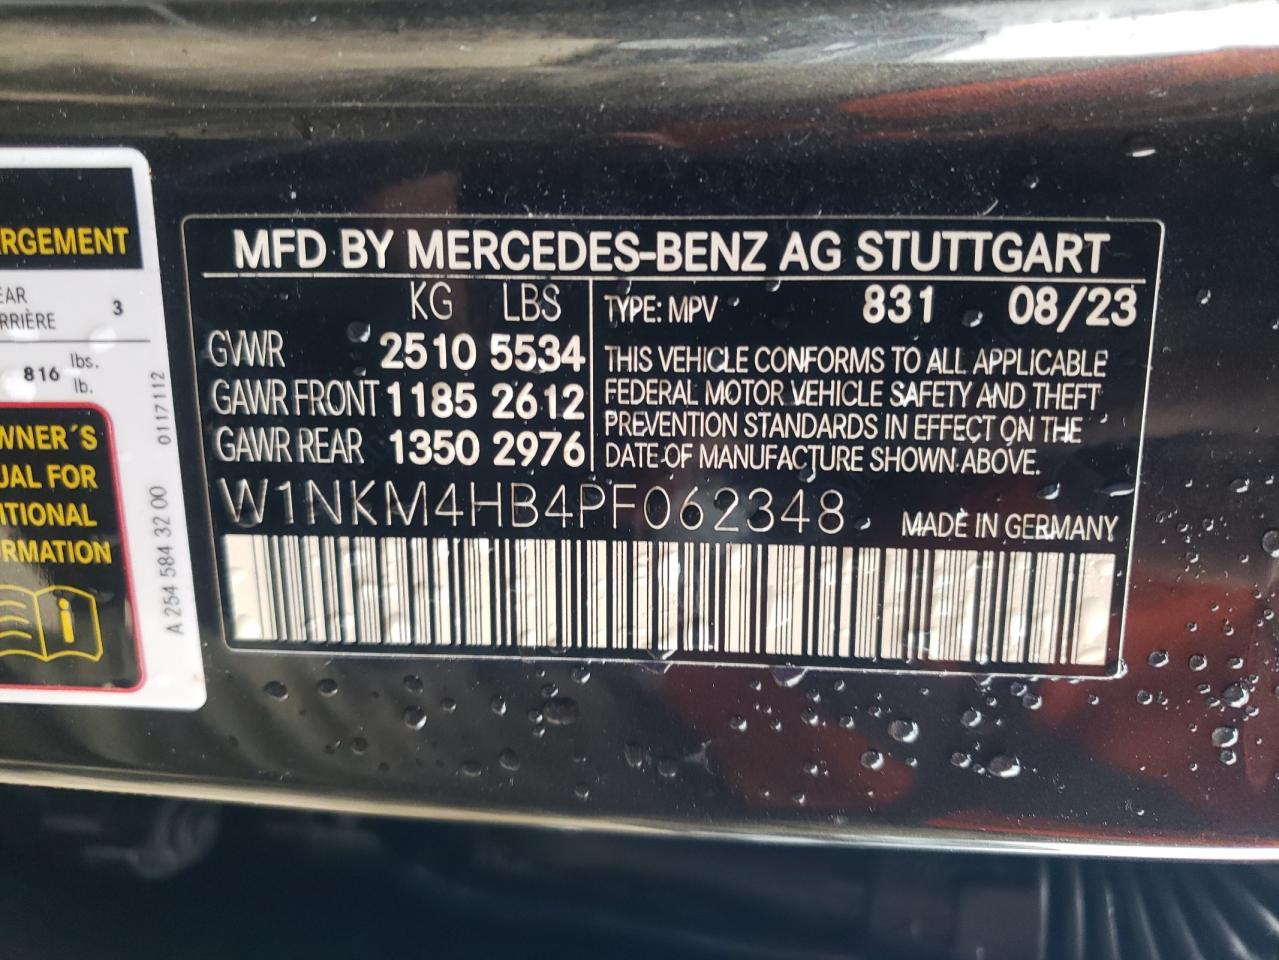 RGEMENT
EAR
RRIÈRE
3
816
lbs.
lb.
WNER´S
UAL FOR
ITIONAL
ORMATION
0117112
A 254 584 32 00
MFD BY MERCEDES-BENZ AG STUTTGART
KG LBS
GVWR 2510 5534
GAWR FRONT 1185 2612
GAWR REAR 1350 2976
TYPE: MPV 831 08/23
THIS VEHICLE CONFORMS TO ALL APPLICABLE
FEDERAL MOTOR VEHICLE SAFETY AND THEFT
PREVENTION STANDARDS IN EFFECT ON THE
DATE OF MANUFACTURE SHOWN ABOVE.
W1NKM4HB4PF062348
MADE IN GERMANY